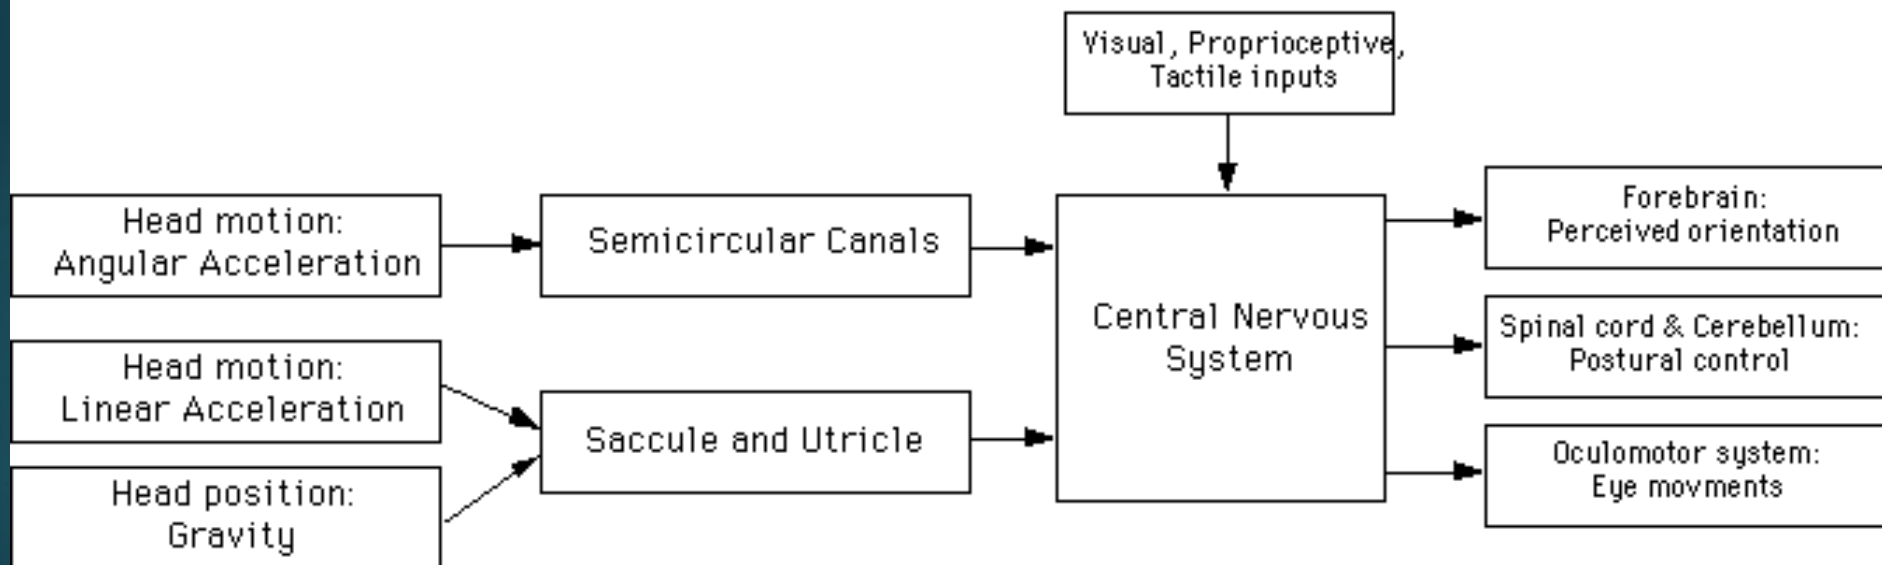 Visual, Proprioceptive,
Tactile inputs
Head motion:
Angular Acceleration
Semicircular Canals
Forebrain:
Perceived orientation
Central Nervous
System
Spinal cord & Cerebellum:
Postural control
Head motion:
Linear Acceleration
Saccule and Utricle
Oculomotor system:
Eye movments
Head position:
Gravity